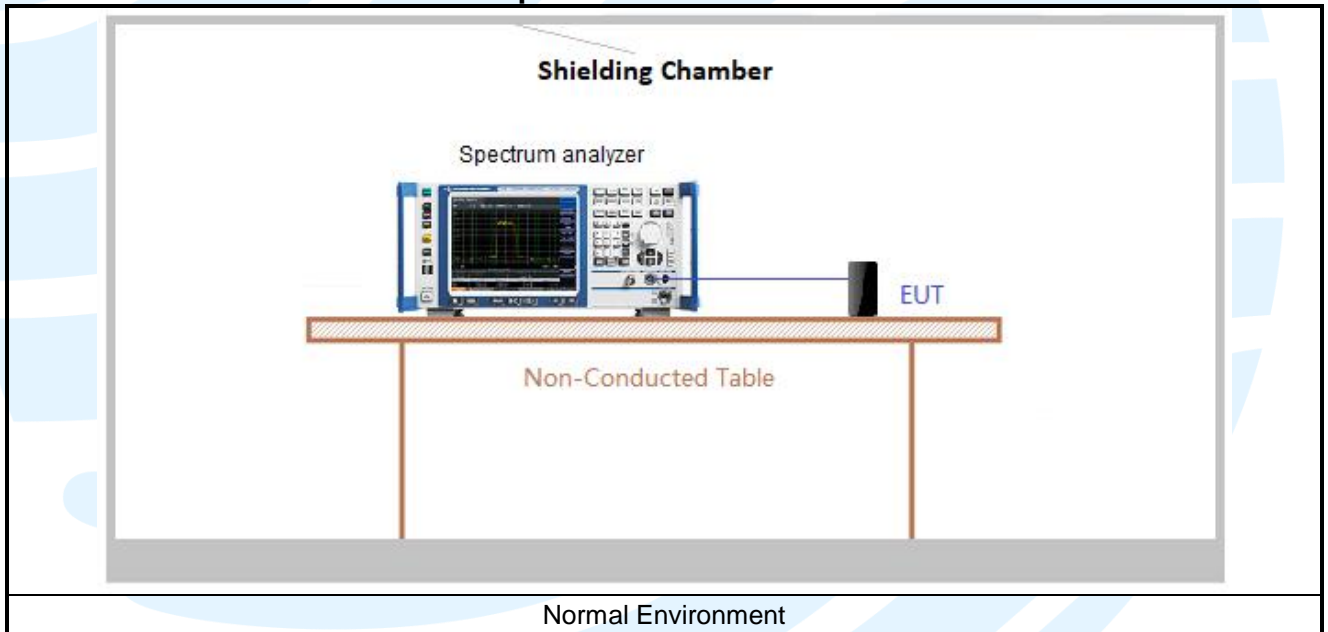 Shielding Chamber
Spectrum analyzer
EUT
Non-Conducted Table
Normal Environment